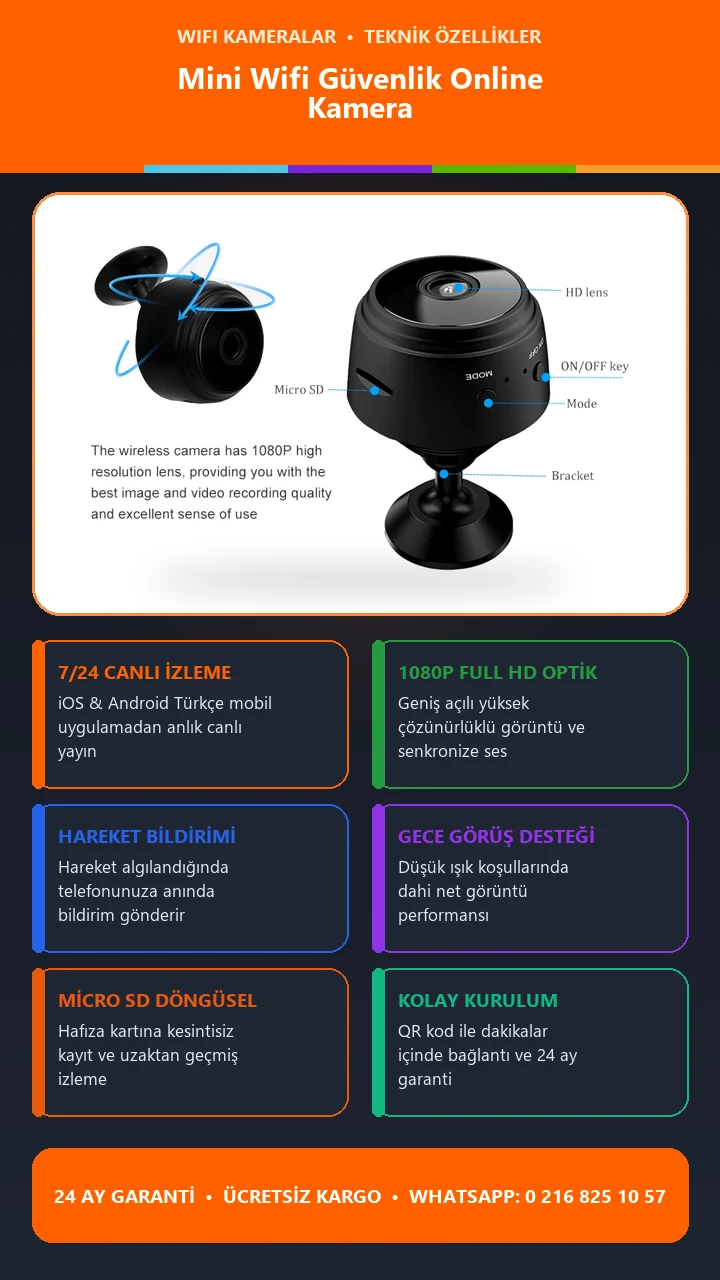 WIFI KAMERALAR • TEKNİK ÖZELLİKLER
Mini Wifi Güvenlik Online
Kamera
HD lens
ON/OFF key
ON OFF
MODE
Micro SD
Mode
Bracket
The wireless camera has 1080P high
resolution lens, providing you with the
best image and video recording quality
and excellent sense of use
7/24 CANLI İZLEME
iOS & Android Türkçe mobil
uygulamadan anlık canlı
yayın
1080P FULL HD OPTİK
Geniş açılı yüksek
çözünürlüklü görüntü ve
senkronize ses
HAREKET BİLDİRİMİ
Hareket algılandığında
telefonunuza anında
bildirim gönderir
GECE GÖRÜŞ DESTEĞİ
Düşük ışık koşullarında
dahi net görüntü
performansı
MİCRO SD DÖNGÜSEL
Hafıza kartına kesintisiz
kayıt ve uzaktan geçmiş
izleme
KOLAY KURULUM
QR kod ile dakikalar
içinde bağlantı ve 24 ay
garanti
24 AY GARANTİ • ÜCRETSİZ KARGO • WHATSAPP: 0 216 825 10 57